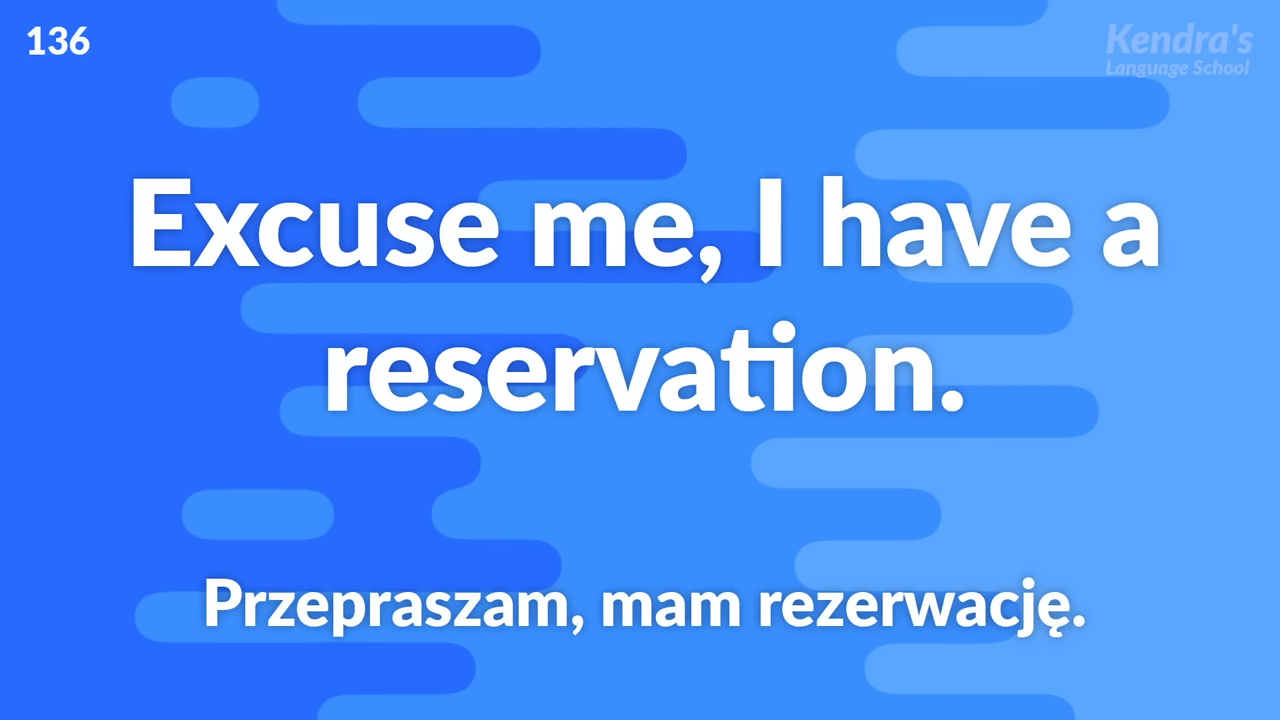 136
Kendra's
Language School
Excuse me, I have a
reservation.
Przepraszam, mam rezerwację.